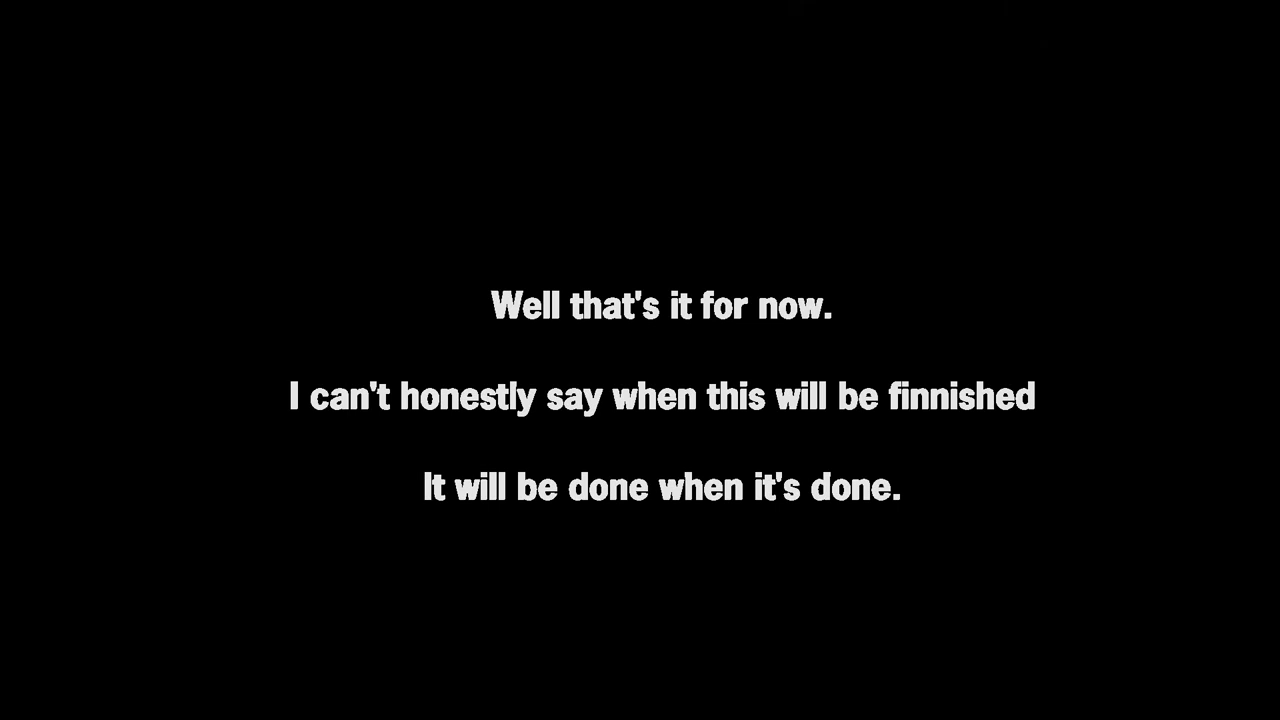 Well that's it for now.
I can't honestly say when this will be finnished
It will be done when it's done.